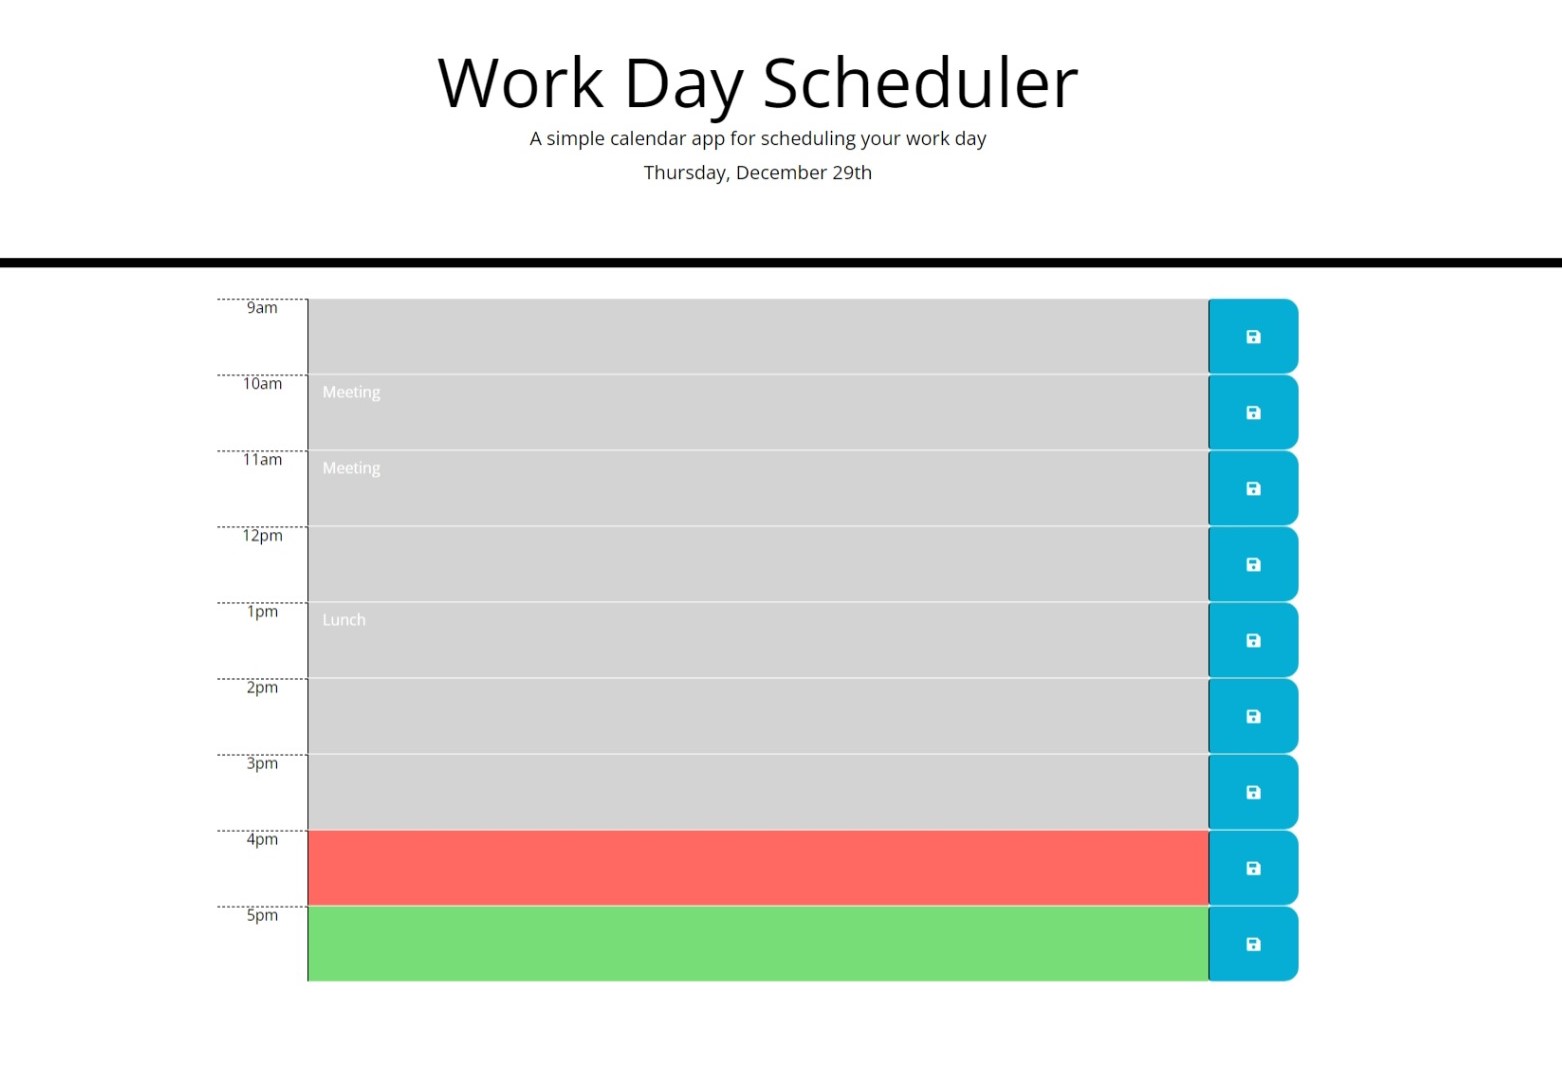 Work Day Scheduler
A simple calendar app for scheduling your work day
Thursday, December 29th
9am
10am
Meeting
11am
Meeting
12pm
1pm
Lunch
2pm
3pm
4pm
5pm